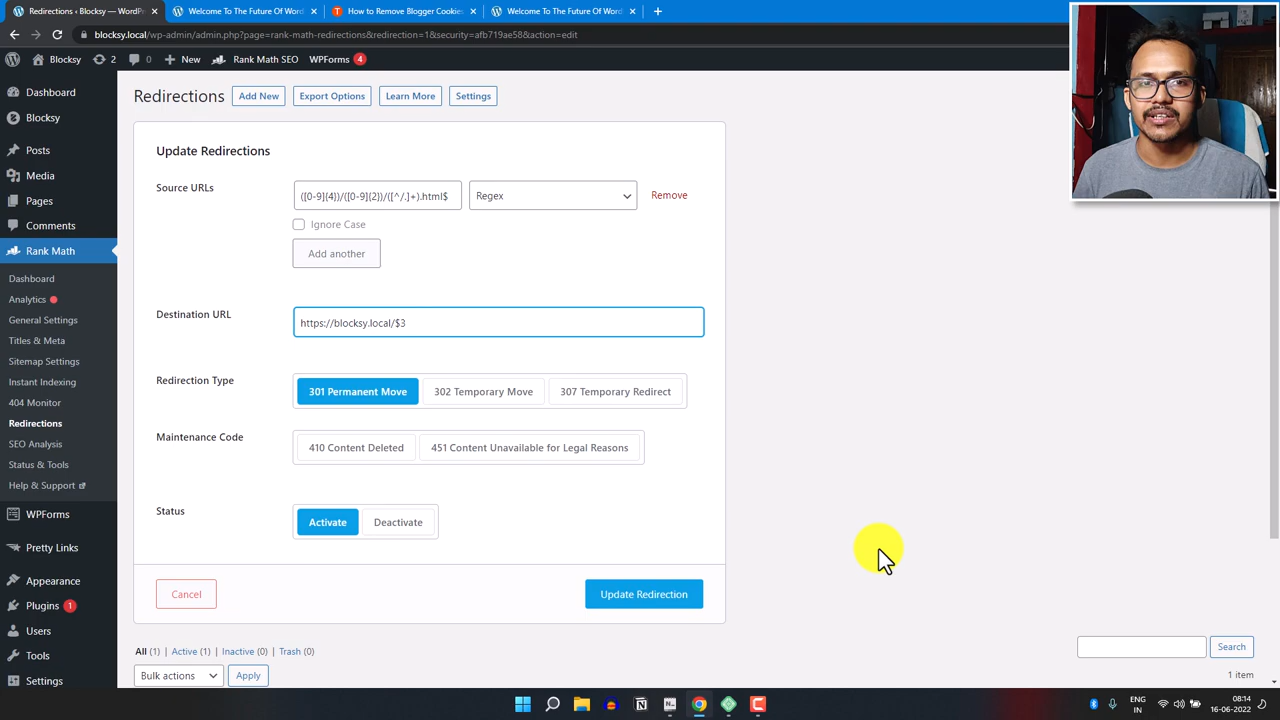 Redirections ‹ Blocksy — WordPr
Welcome To The Future Of Word
How to Remove Blogger Cookies
Welcome To The Future Of Word
blocksy.local/wp-admin/admin.php?page=rank-math-redirections&redirection=1&security=afb719ae58&action=edit
Blocksy
2
0
New
Rank Math SEO
WPForms
4
Dashboard
Blocksy
Posts
Media
Pages
Comments
Rank Math
Dashboard
Analytics
General Settings
Titles & Meta
Sitemap Settings
Instant Indexing
404 Monitor
Redirections
SEO Analysis
Status & Tools
Help & Support
WPForms
Pretty Links
Appearance
Plugins 1
Users
Tools
Settings
Redirections
Add New
Export Options
Learn More
Settings
Update Redirections
Source URLs
([0-9]{4})/([0-9]{2})/([^/.]+).html$
Regex
Remove
Ignore Case
Add another
Destination URL
https://blocksy.local/$3
Redirection Type
301 Permanent Move
302 Temporary Move
307 Temporary Redirect
Maintenance Code
410 Content Deleted
451 Content Unavailable for Legal Reasons
Status
Activate
Deactivate
Cancel
Update Redirection
All (1) | Active (1) | Inactive (0) | Trash (0)
Search
Bulk actions
Apply
1 item
ENG
IN
08:14
16-06-2022